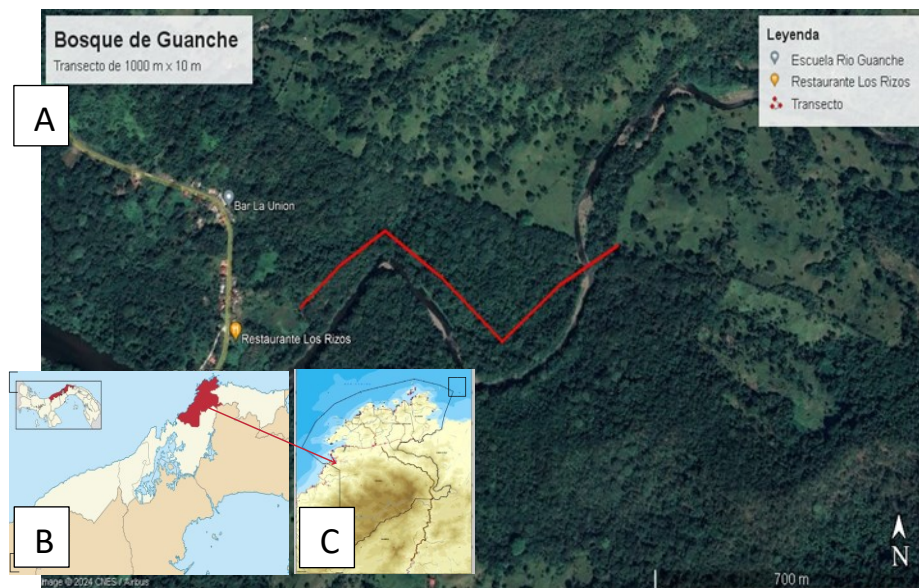 Bosque de Guanche
Transecto de 1000 m x 10 m
Leyenda
Escuela Rio Guanche
Restaurante Los Rizos
Transecto
A
Bar La Union
Restaurante Los Rizos
B
C
N
Image © 2024 CNES / Airbus
700 m